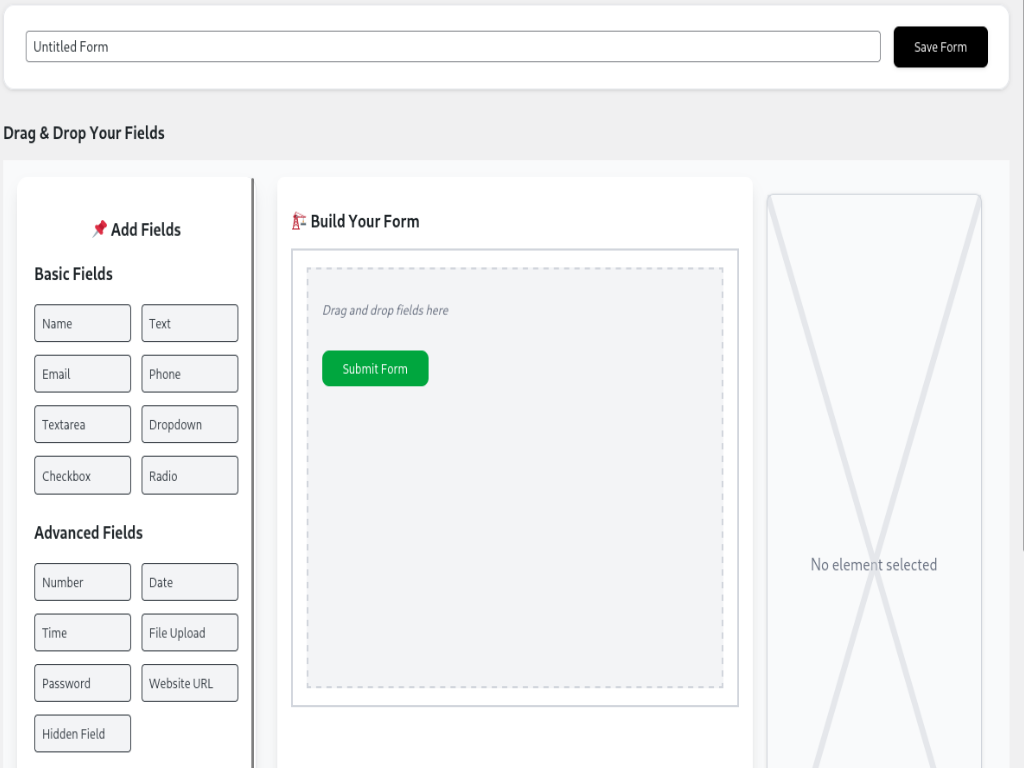 Untitled Form
Save Form
Drag & Drop Your Fields
Add Fields
Basic Fields
Name
Text
Email
Phone
Textarea
Dropdown
Checkbox
Radio
Advanced Fields
Number
Date
Time
File Upload
Password
Website URL
Hidden Field
Build Your Form
Drag and drop fields here
Submit Form
No element selected